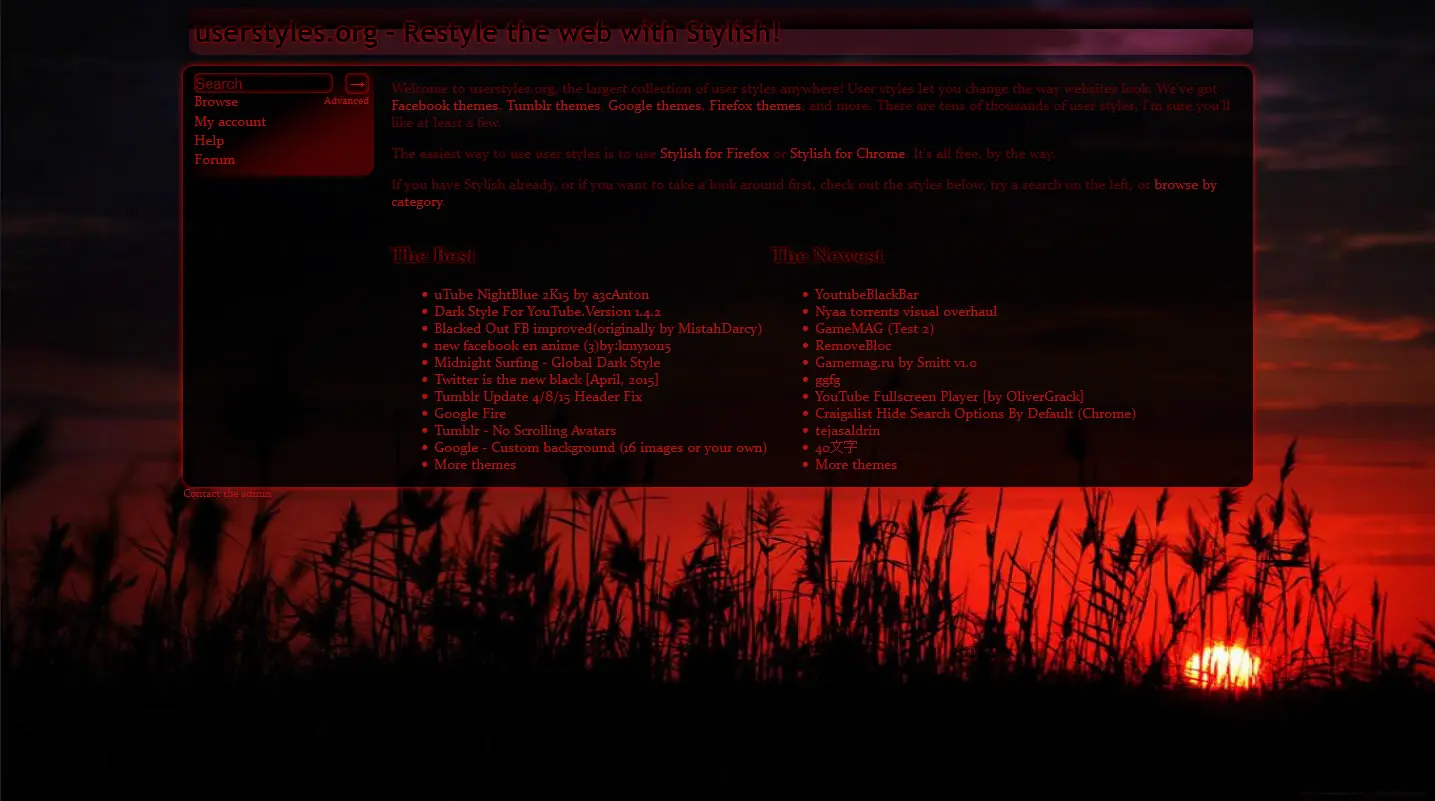 userstyles.org - Restyle the web with Stylish!
Search →
Browse Advanced
My account
Help
Forum
Welcome to userstyles.org, the largest collection of user styles anywhere! User styles let you change the way websites look. We've got
Facebook themes, Tumblr themes, Google themes, Firefox themes, and more. There are tens of thousands of user styles, I'm sure you'll
like at least a few.
The easiest way to use user styles is to use Stylish for Firefox or Stylish for Chrome. It's all free, by the way.
If you have Stylish already, or if you want to take a look around first, check out the styles below, try a search on the left, or browse by
category.
The Best
• uTube NightBlue 2K15 by a3cAnton
• Dark Style For YouTube.Version 1.4.2
• Blacked Out FB improved(originally by MistahDarcy)
• new facebook en anime (3)by:kmy10115
• Midnight Surfing - Global Dark Style
• Twitter is the new black [April, 2015]
• Tumblr Update 4/8/15 Header Fix
• Google Fire
• Tumblr - No Scrolling Avatars
• Google - Custom background (16 images or your own)
• More themes
The Newest
• YoutubeBlackBar
• Nyaa torrents visual overhaul
• GameMAG (Test 2)
• RemoveBloc
• Gamemag.ru by Smitt v1.0
• ggfg
• YouTube Fullscreen Player [by OliverGrack]
• Craigslist Hide Search Options By Default (Chrome)
• tejasaldrin
• 40文字
• More themes
Contact the admin